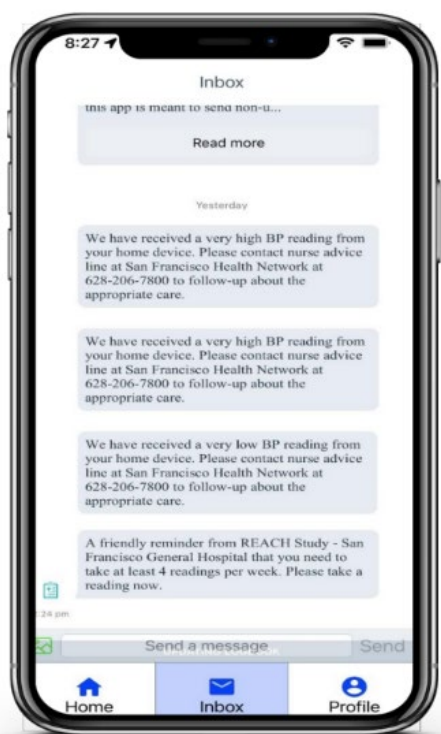 8:27
Inbox
this app is meant to send non-u...
Read more
Yesterday
We have received a very high BP reading from
your home device. Please contact nurse advice
line at San Francisco Health Network at
628-206-7800 to follow-up about the
appropriate care.
We have received a very high BP reading from
your home device. Please contact nurse advice
line at San Francisco Health Network at
628-206-7800 to follow-up about the
appropriate care.
We have received a very low BP reading from
your home device. Please contact nurse advice
line at San Francisco Health Network at
628-206-7800 to follow-up about the
appropriate care.
A friendly reminder from REACH Study - San
Francisco General Hospital that you need to
take at least 4 readings per week. Please take a
reading now.
:24 pm
Send a message
Send
Home
Inbox
Profile